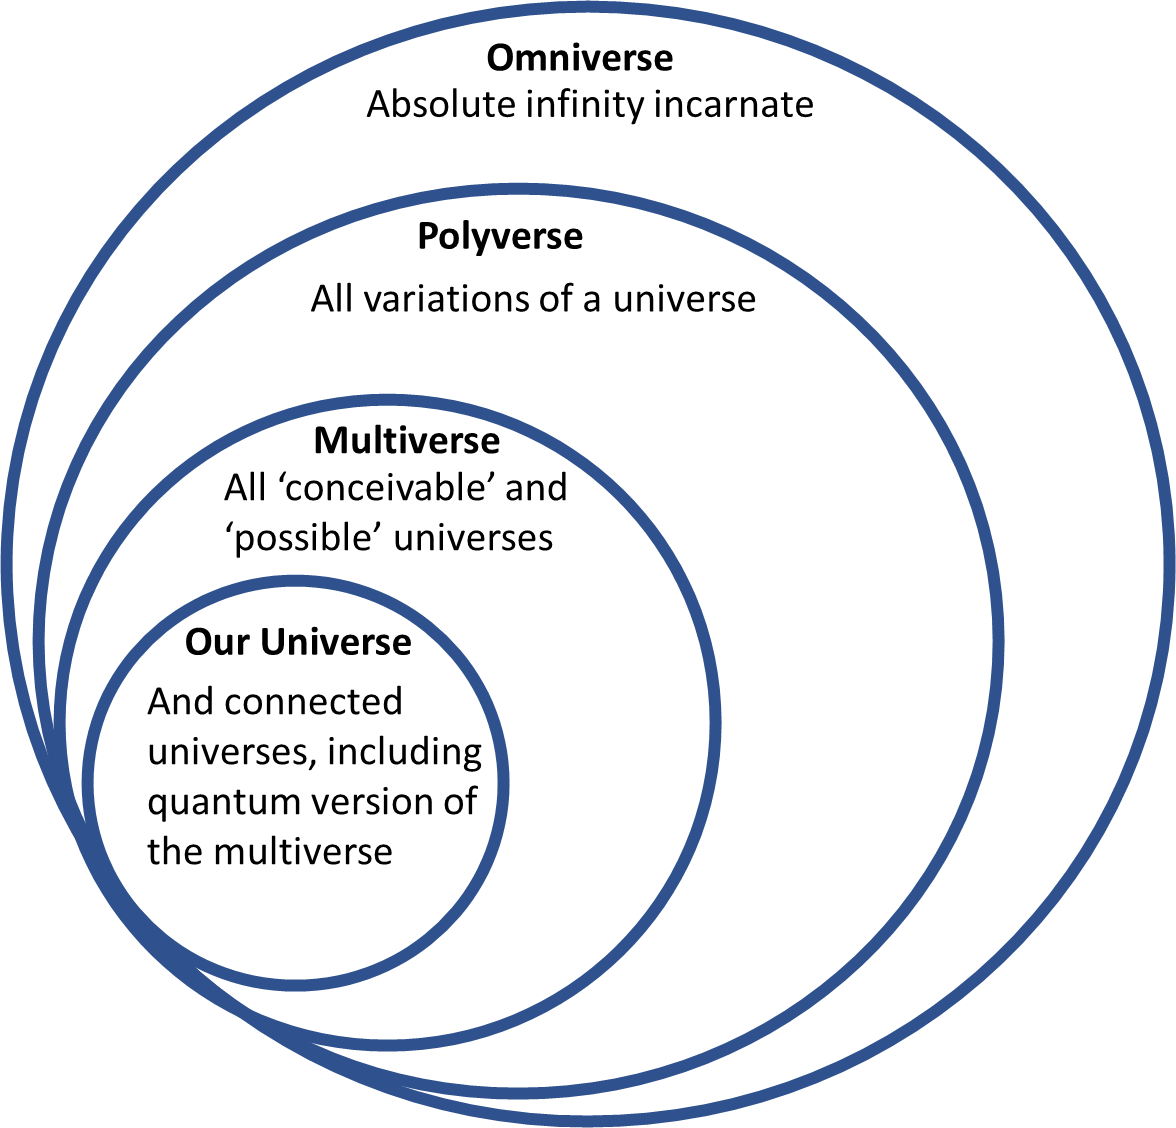 Omniverse
Absolute infinity incarnate
Polyverse
All variations of a universe
Multiverse
All ‘conceivable’ and
‘possible’ universes
Our Universe
And connected
universes, including
quantum version of
the multiverse